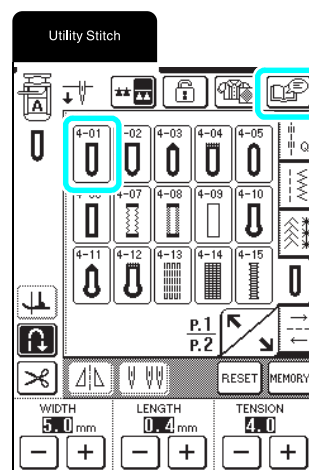 Utility Stitch
A
4-01 -02 4-03 4-04 4-05
Q
4-06 4-07 4-08 4-09 4-10
4-11 4-12 4-13 4-14 4-15
P.1
P.2
RESET MEMORY
WIDTH LENGTH TENSION
5.0 mm 0.4 mm 4.0
− + − + − +